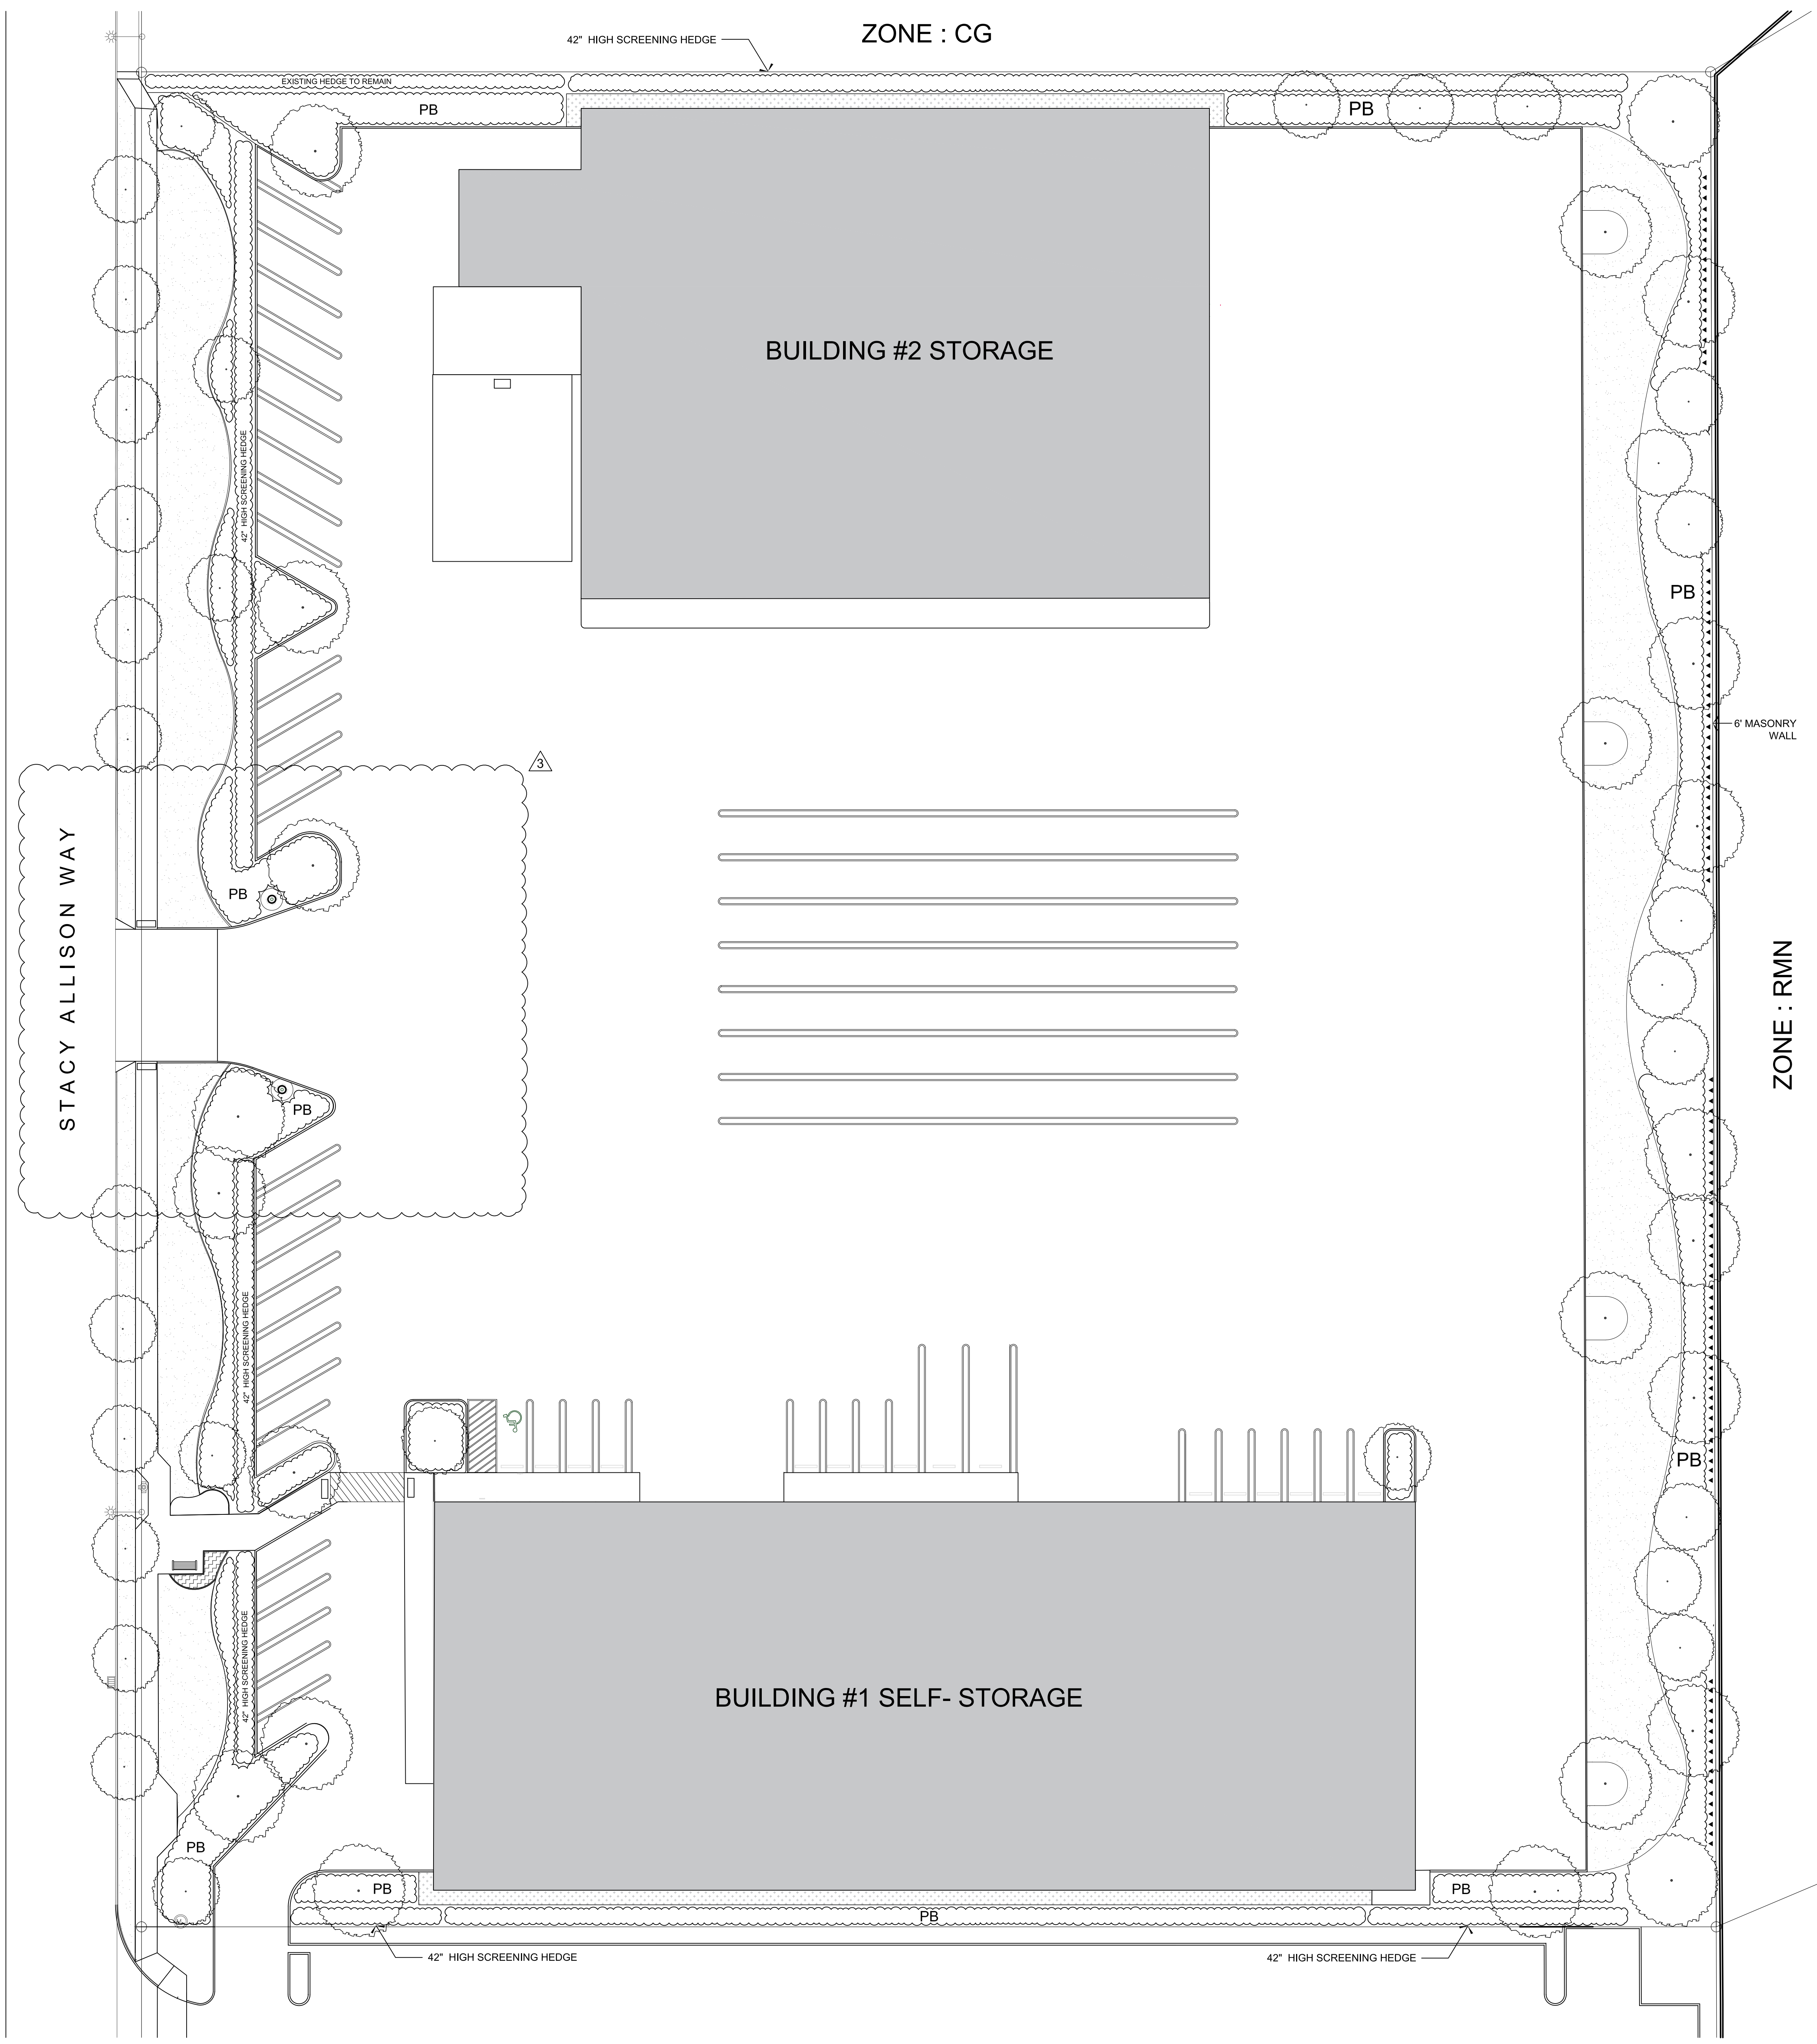 ZONE : CG
42" HIGH SCREENING HEDGE
EXISTING HEDGE TO REMAIN
PB
PB
BUILDING #2 STORAGE
42" HIGH SCREENING HEDGE
PB
6' MASONRY
WALL
3
STACY ALLISON WAY
PB
ZONE : RMN
PB
42" HIGH SCREENING HEDGE
PB
42" HIGH SCREENING HEDGE
BUILDING #1 SELF- STORAGE
PB
PB
PB
PB
42" HIGH SCREENING HEDGE
42" HIGH SCREENING HEDGE